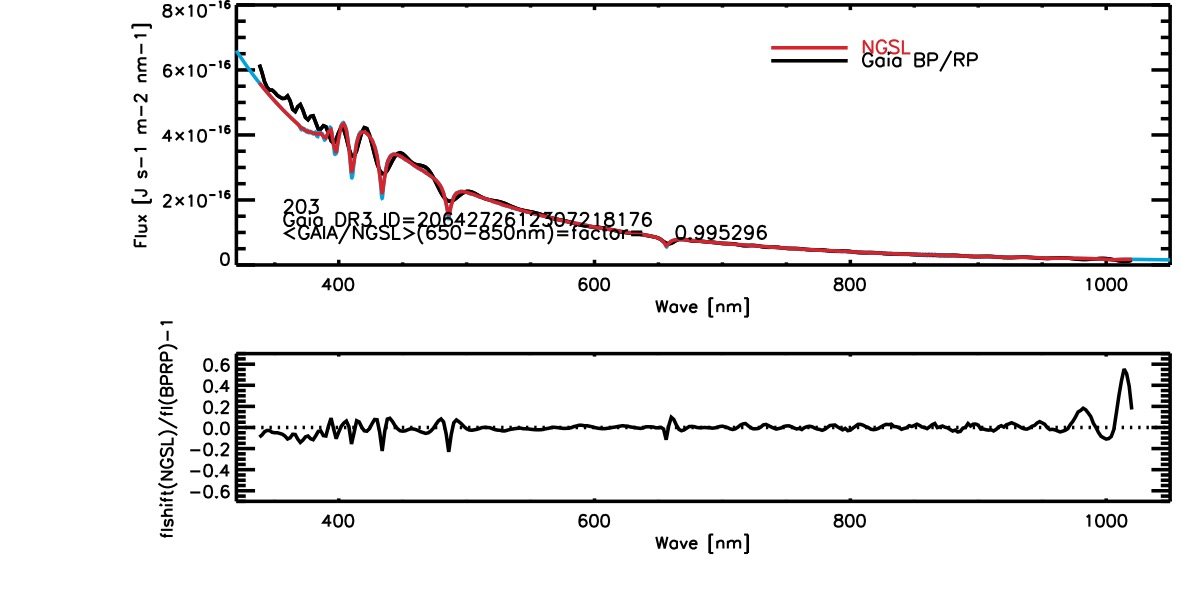 8×10−16
6×10−16
4×10−16
2×10−16
0
Flux [J s−1 m−2 nm−1]
NGSL
Gaia BP/RP
203
Gaia DR3 ID=2064272612307218176
<GAIA/NGSL>(650−850nm)=factor= 0.995296
400 600 800 1000
Wave [nm]
flshift(NGSL)/fl(BPRP)−1
0.6
0.4
0.2
0.0
−0.2
−0.4
−0.6
400 600 800 1000
Wave [nm]